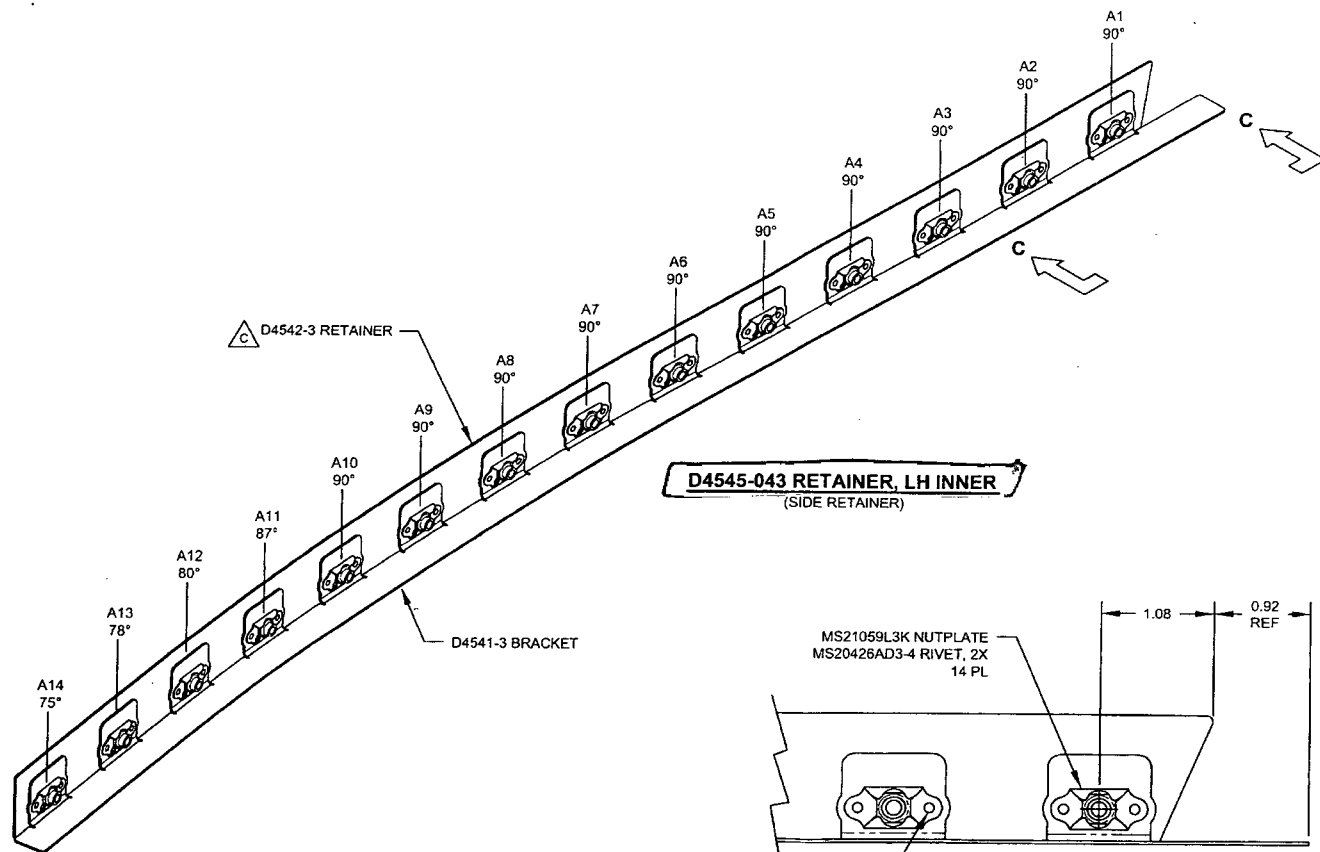 A1
90°
A2
90°
A3
90°
A4
90°
A5
90°
A6
90°
A7
90°
A8
90°
A9
90°
A10
90°
A11
87°
A12
80°
A13
78°
A14
75°
C
C
C D4542-3 RETAINER
D4541-3 BRACKET
D4545-043 RETAINER, LH INNER
(SIDE RETAINER)
MS21059L3K NUTPLATE
MS20426AD3-4 RIVET, 2X
14 PL
1.08
0.92
REF